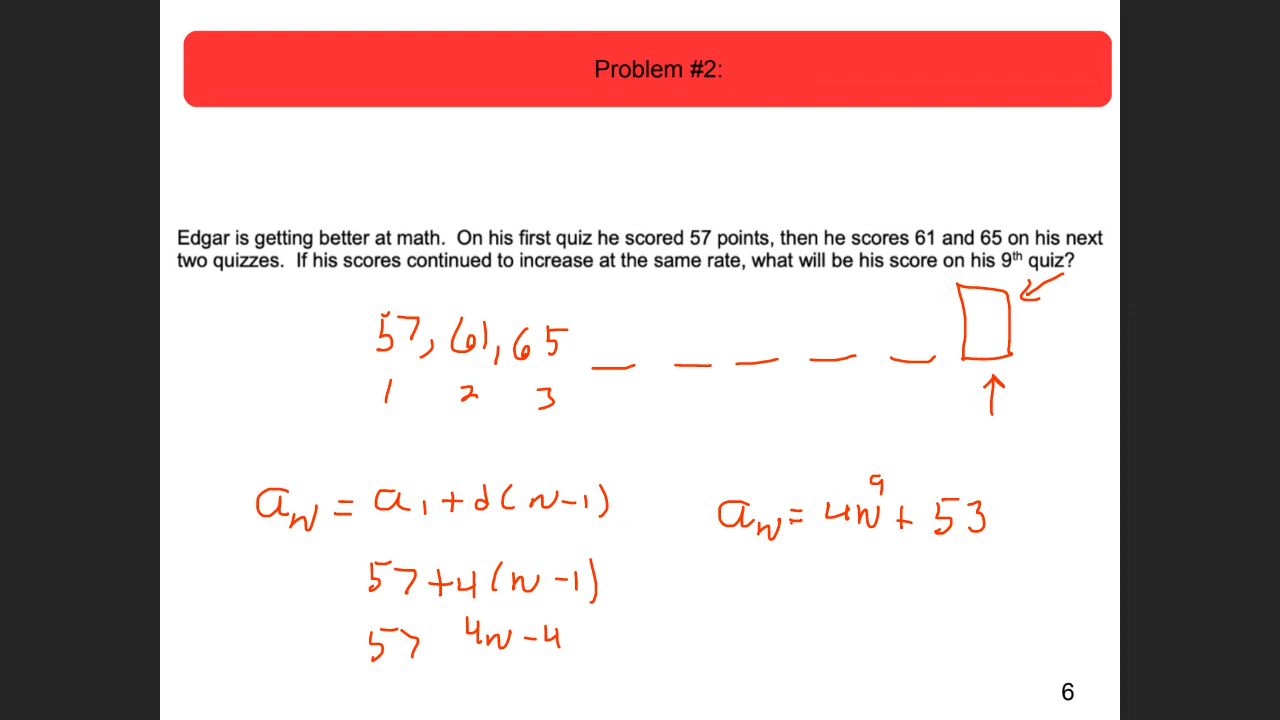 Problem #2:
Edgar is getting better at math. On his first quiz he scored 57 points, then he scores 61 and 65 on his next
two quizzes. If his scores continued to increase at the same rate, what will be his score on his 9th quiz?
57, 61, 65 _ _ _ _ _
1 2 3
an = a1 + d(n-1)
57 + 4(n-1)
57 4n-4
9
an = 4n + 53
6